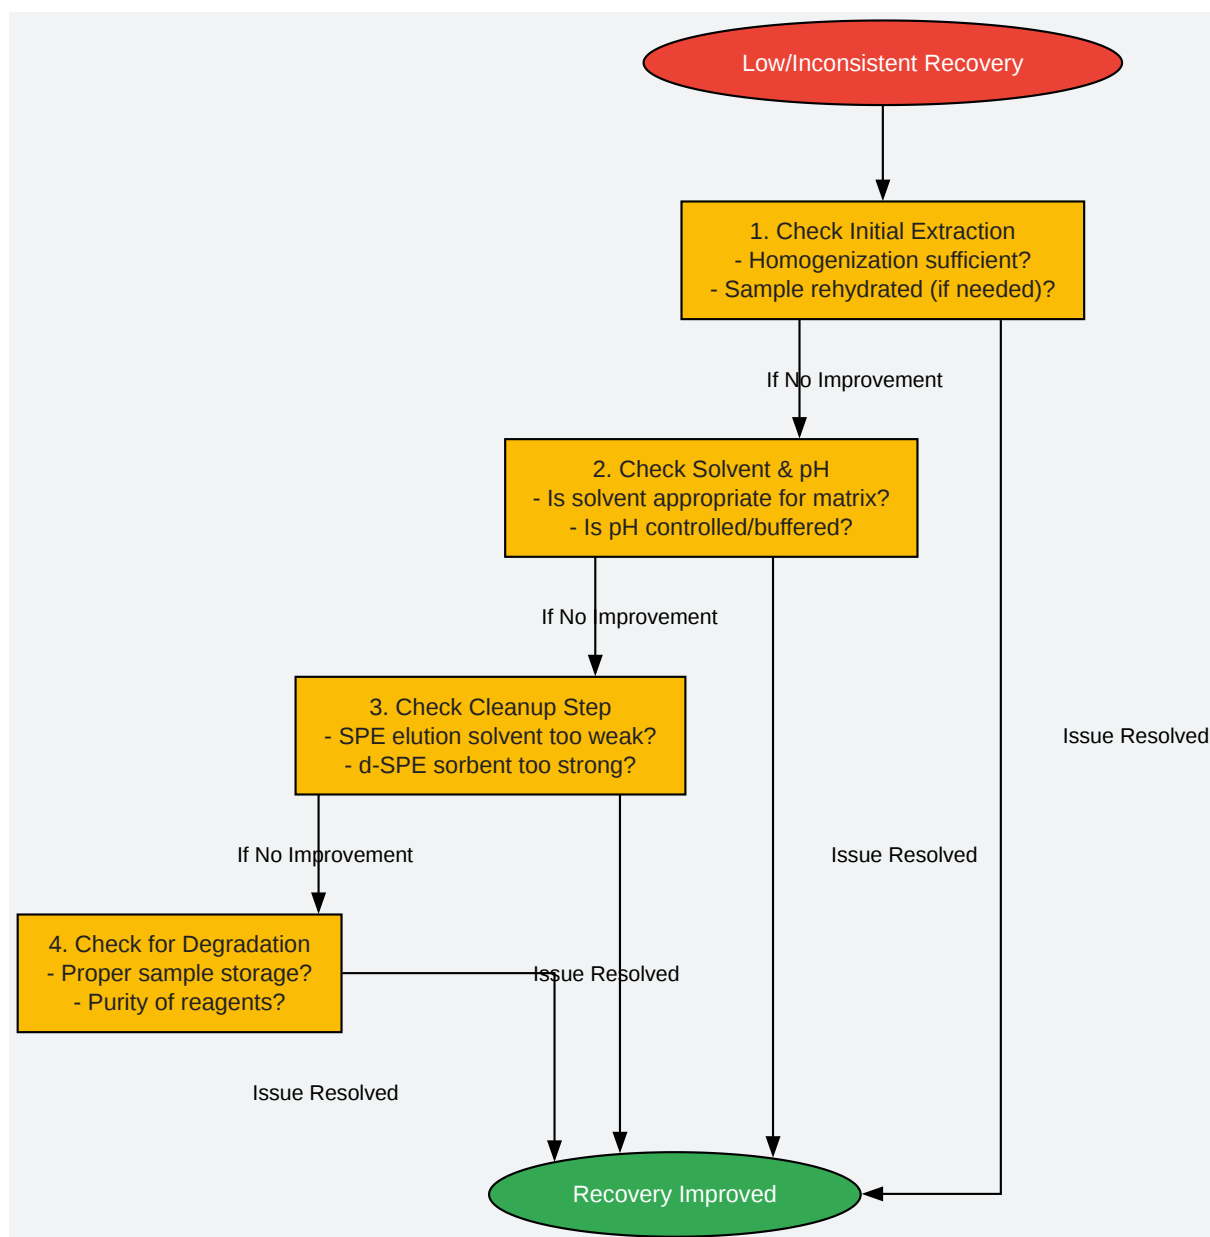 Low/Inconsistent Recovery
1. Check Initial Extraction
- Homogenization sufficient?
- Sample rehydrated (if needed)?
If No Improvement
2. Check Solvent & pH
- Is solvent appropriate for matrix?
- Is pH controlled/buffered?
If No Improvement
3. Check Cleanup Step
- SPE elution solvent too weak?
- d-SPE sorbent too strong?
Issue Resolved
If No Improvement
Issue Resolved
4. Check for Degradation
- Proper sample storage?
- Purity of reagents?
Issue Resolved
Issue Resolved
Recovery Improved